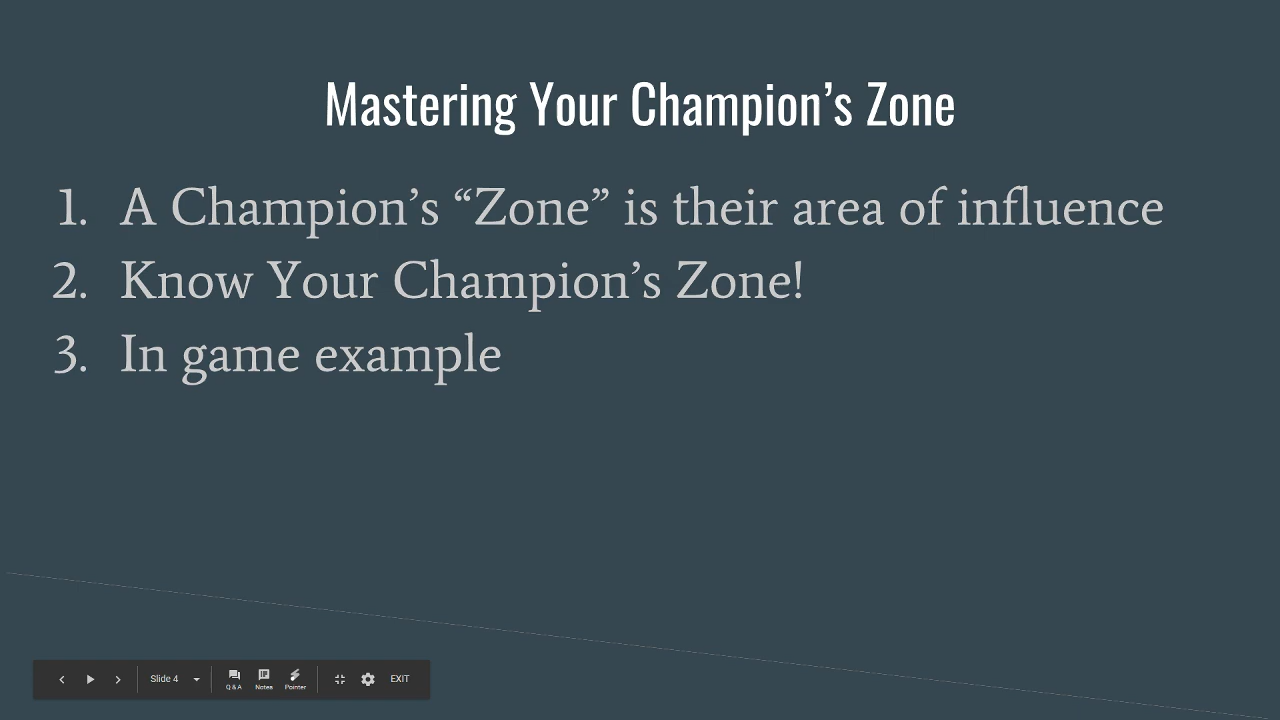 Mastering Your Champion’s Zone
1. A Champion’s “Zone” is their area of influence
2. Know Your Champion’s Zone!
3. In game example
Slide 4
Q & A Notes Pointer
EXIT